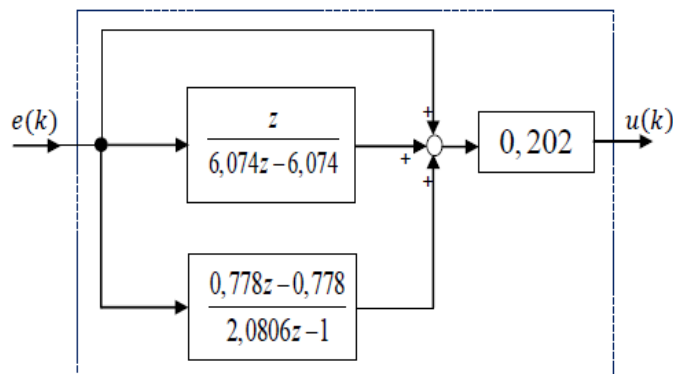 e(k)
z
6,074z−6,074
+
+
+
0,202
u(k)
0,778z−0,778
2,0806z−1